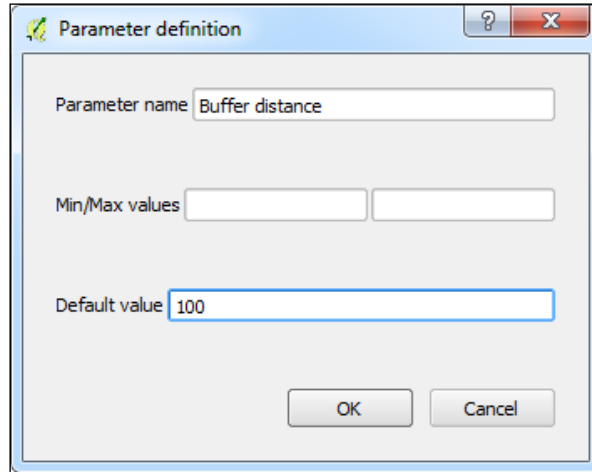 Parameter definition ? X
Parameter name Buffer distance
Min/Max values
Default value 100
OK Cancel